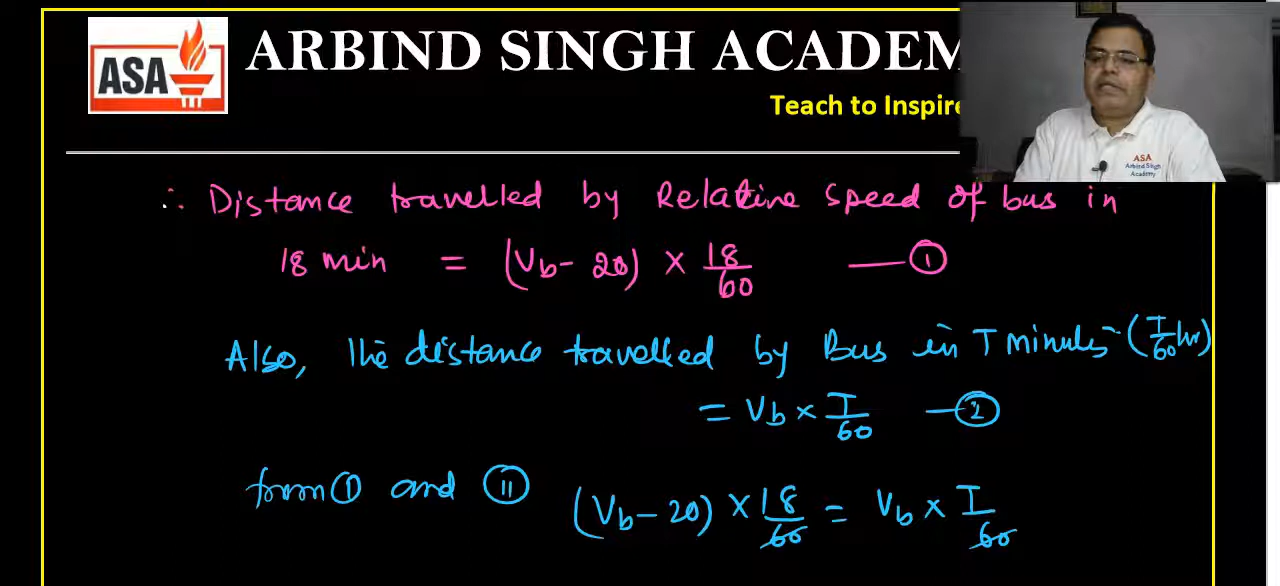 ASA
ARBIND SINGH ACADEM
Teach to Inspire
ASA
Arbind Singh
Academy
∴ Distance travelled by Relative speed of bus in
18 min = (Vb - 20) × 18/60 — ①
Also, the distance travelled by Bus in T minutes = (T/60 hr)
= Vb × T/60 — ②
from ① and ⑪ (Vb - 20) × 18/60 = Vb × T/60